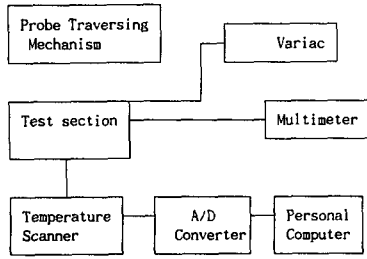 Probe Traversing
Mechanism
Variac
Test section
Multimeter
Temperature
Scanner
A/D
Converter
Personal
Computer